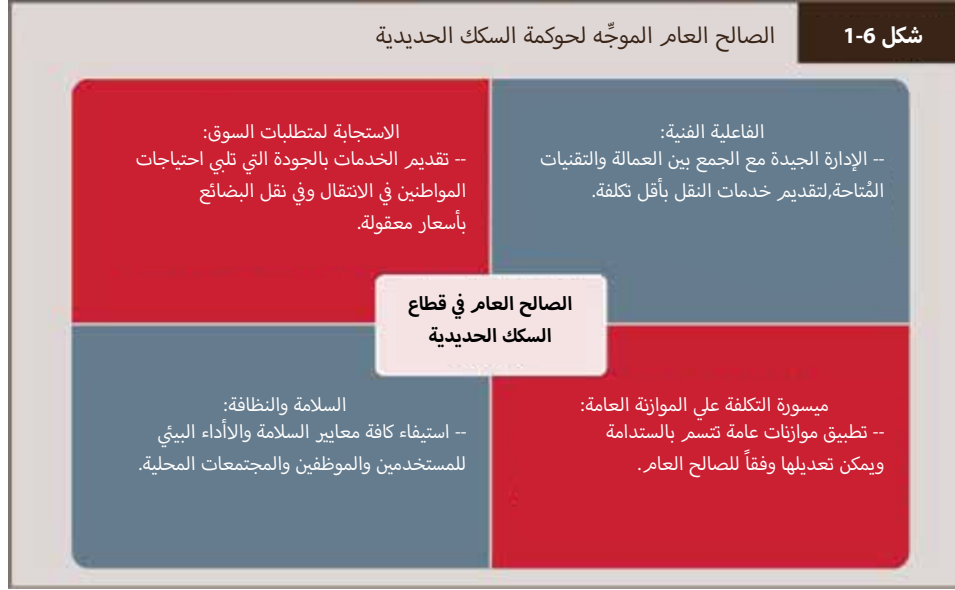 شكل 6-1
الصالح العام الموجِّه لحوكمة السكك الحديدية
الفاعلية الفنية:
-- الإدارة الجيدة مع الجمع بين العمالة والتقنيات
المُتاحة,لتقديم خدمات النقل بأقل تكلفة.
الاستجابة لمتطلبات السوق:
-- تقديم الخدمات بالجودة التي تلبي احتياجات
المواطنين في الانتقال وفي نقل البضائع
بأسعار معقولة.
الصالح العام في قطاع
السكك الحديدية
ميسورة التكلفة علي الموازنة العامة:
-- تطبيق موازنات عامة تتسم بالستدامة
ويمكن تعديلها وفقاً للصالح العام.
السلامة والنظافة:
-- استيفاء كافة معايير السلامة والاأداء البيئي
للمستخدمين والموظفين والمجتمعات المحلية.